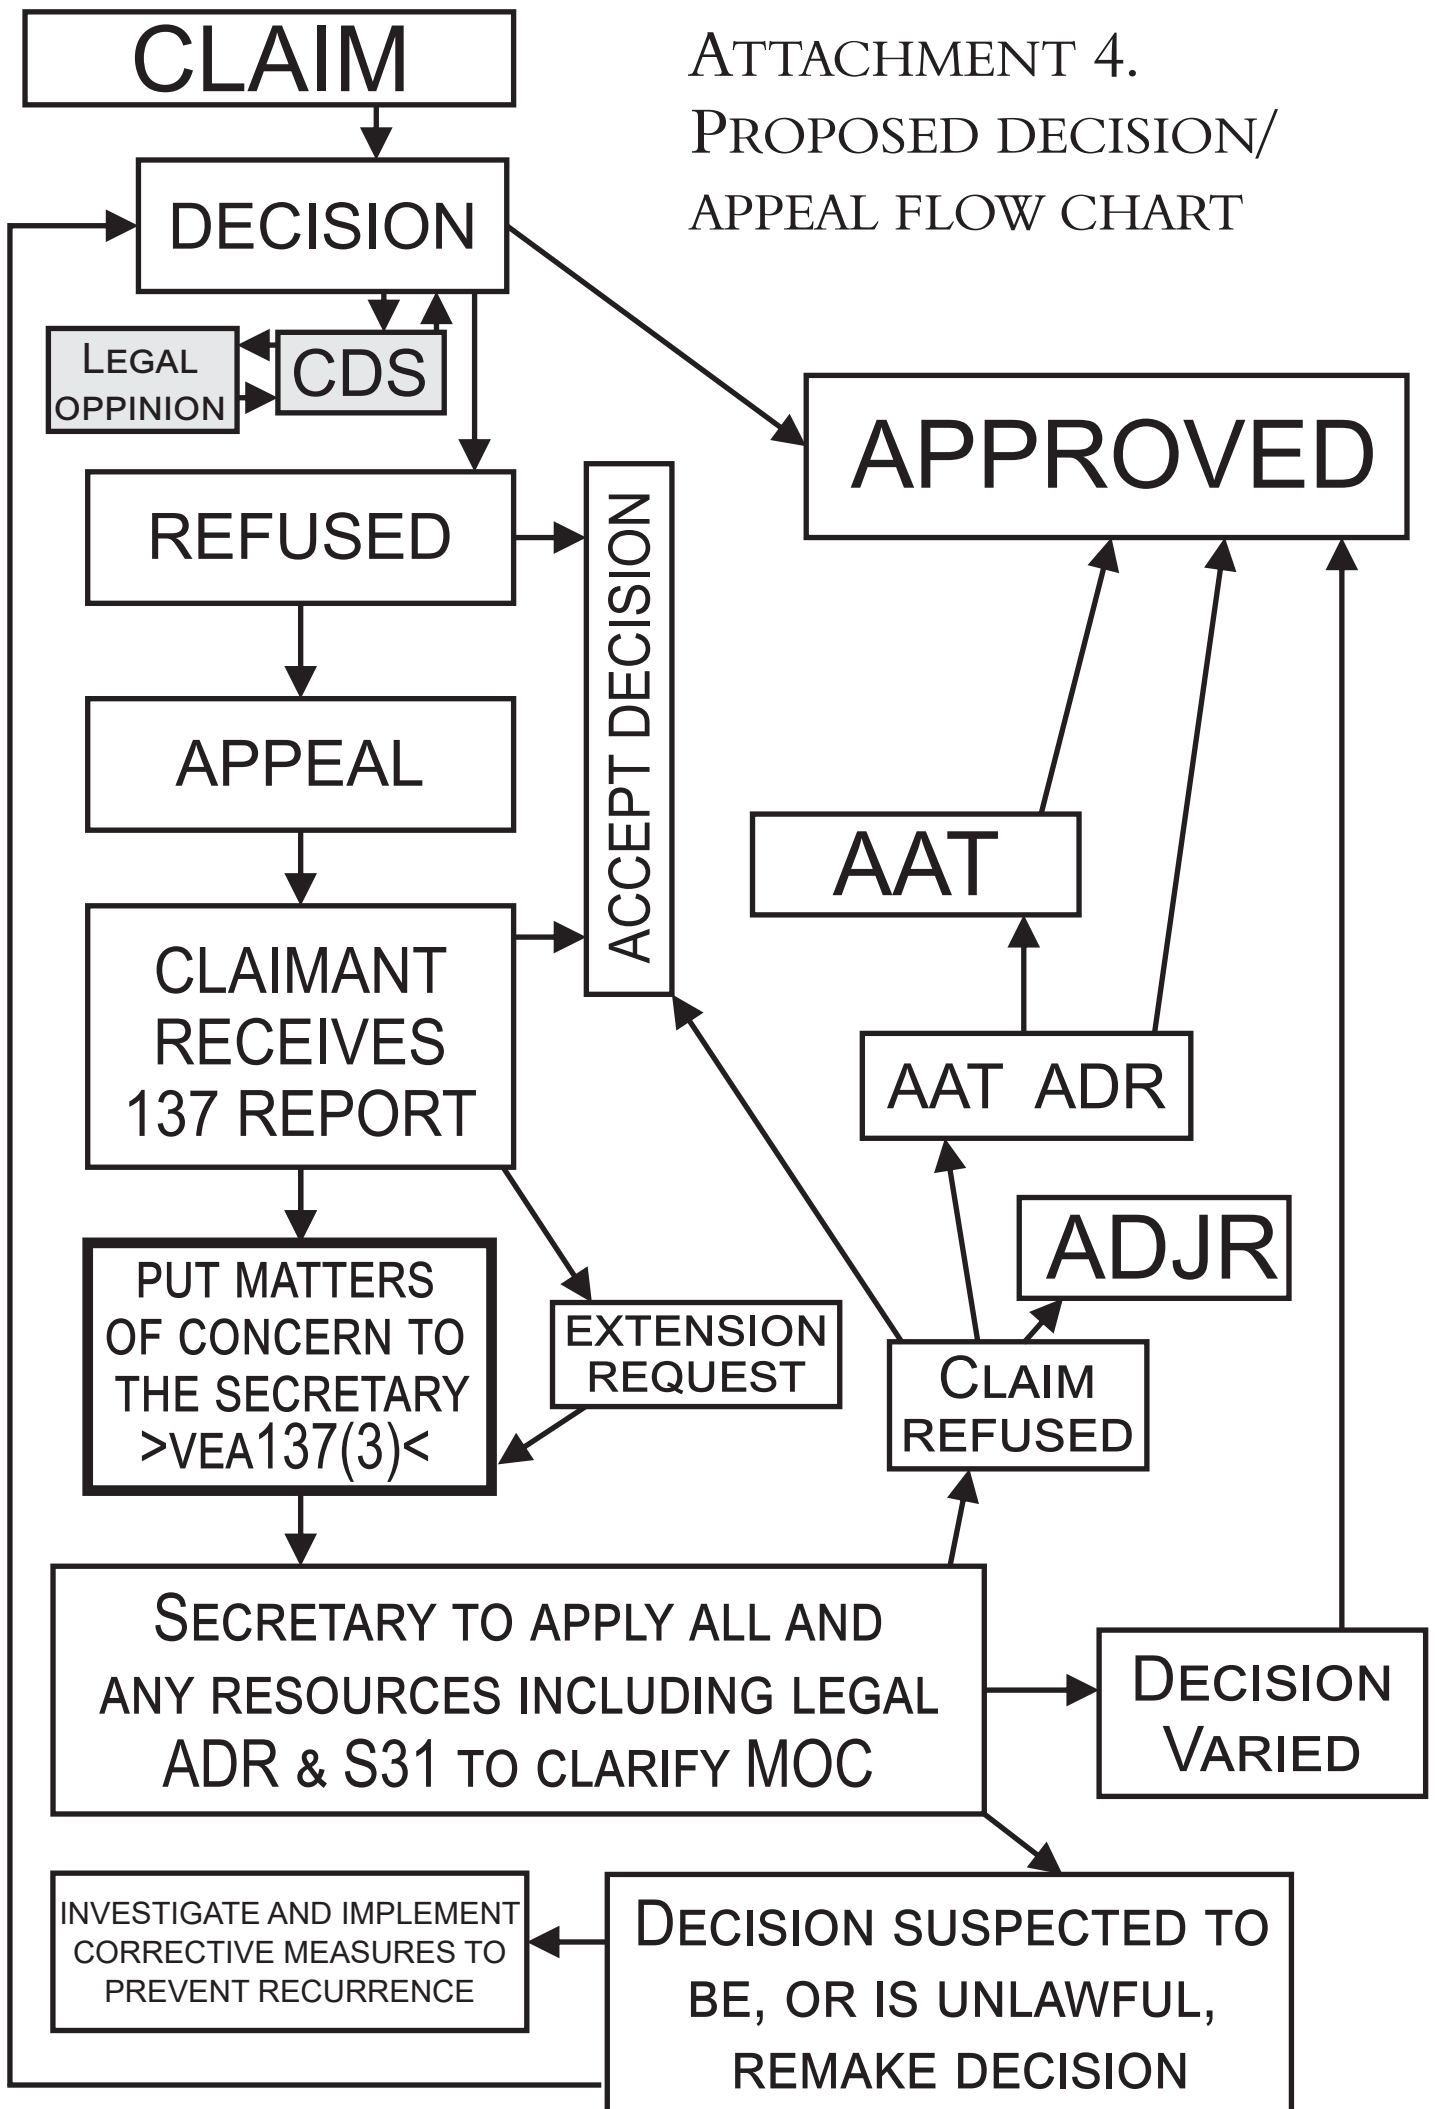 CLAIM
ATTACHMENT 4.
PROPOSED DECISION/
APPEAL FLOW CHART
DECISION
LEGAL
OPPINION
CDS
APPROVED
REFUSED
ACCEPT DECISION
APPEAL
AAT
CLAIMANT
RECEIVES
137 REPORT
AAT ADR
ADJR
PUT MATTERS
OF CONCERN TO
THE SECRETARY
>VEA137(3)<
EXTENSION
REQUEST
CLAIM
REFUSED
SECRETARY TO APPLY ALL AND
ANY RESOURCES INCLUDING LEGAL
ADR & S31 TO CLARIFY MOC
DECISION
VARIED
INVESTIGATE AND IMPLEMENT
CORRECTIVE MEASURES TO
PREVENT RECURRENCE
DECISION SUSPECTED TO
BE, OR IS UNLAWFUL,
REMAKE DECISION